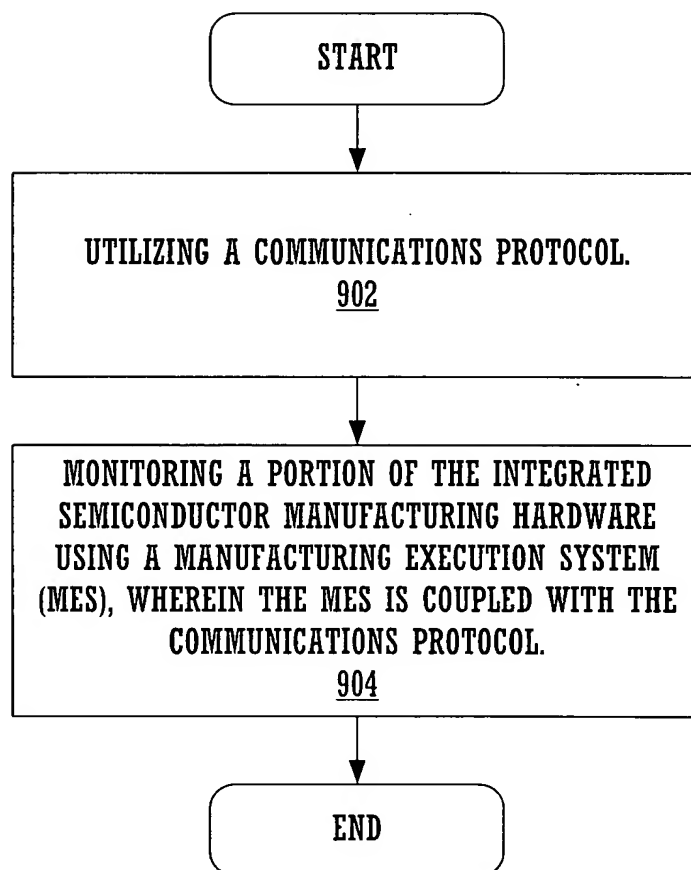 START
UTILIZING A COMMUNICATIONS PROTOCOL.
902
MONITORING A PORTION OF THE INTEGRATED
SEMICONDUCTOR MANUFACTURING HARDWARE
USING A MANUFACTURING EXECUTION SYSTEM
(MES), WHEREIN THE MES IS COUPLED WITH THE
COMMUNICATIONS PROTOCOL.
904
END